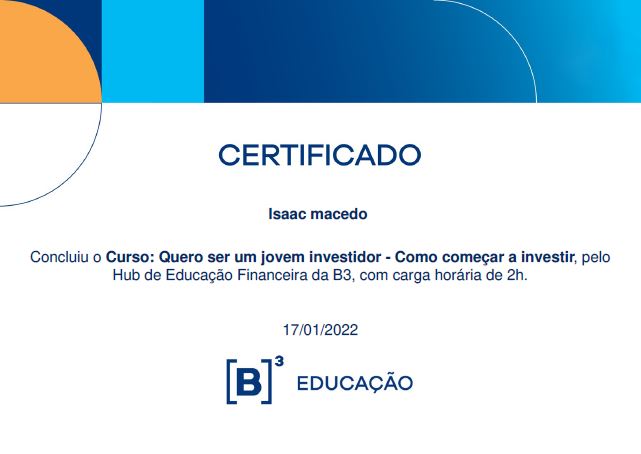 CERTIFICADO
Isaac macedo
Concluiu o Curso: Quero ser um jovem investidor - Como começar a investir, pelo
Hub de Educação Financeira da B3, com carga horária de 2h.
17/01/2022
[B]³ EDUCAÇÃO